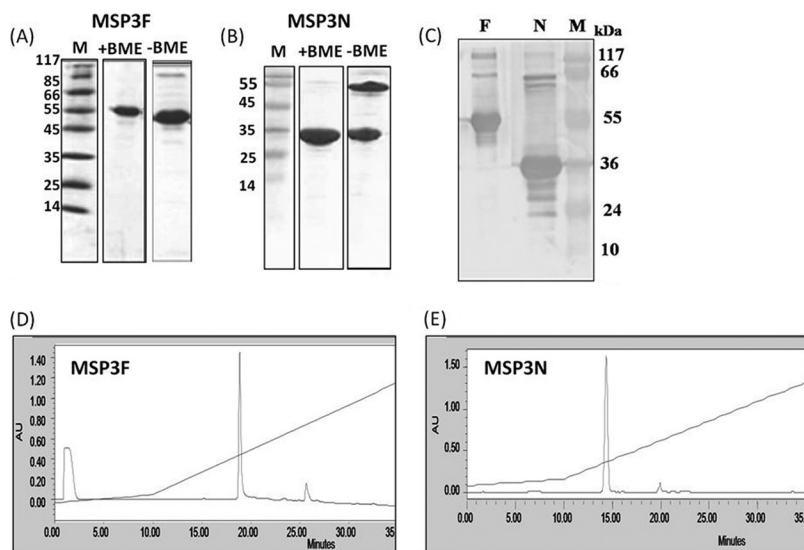 MSP3F
(A)
M +BME -BME
117
85
66
55
45
35
25
14
MSP3N
(B)
M +BME -BME
55
45
35
25
14
(C)
F N M kDa
117
66
55
36
24
10
(D)
MSP3F
AU
1.40
1.20
1.00
0.80
0.60
0.40
0.20
0.00
0.00 5.00 10.00 15.00 20.00 25.00 30.00 35
Minutes
(E)
MSP3N
AU
1.50
1.00
0.50
0.00
0.00 5.00 10.00 15.00 20.00 25.00 30.00 35.
Minutes